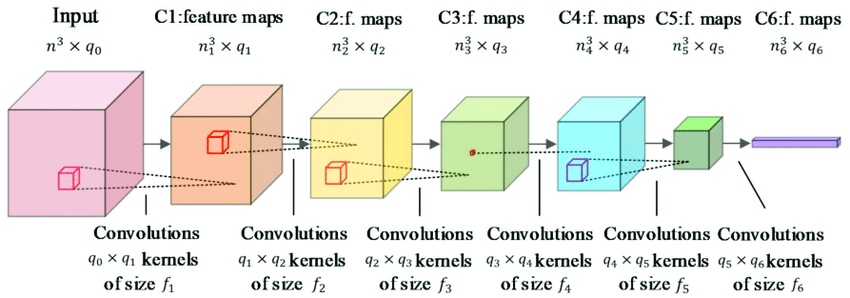 Input
n³ × q₀
C1:feature maps
n₁³ × q₁
C2:f. maps
n₂³ × q₂
C3:f. maps
n₃³ × q₃
C4:f. maps
n₄³ × q₄
C5:f. maps
n₅³ × q₅
C6:f. maps
n₆³ × q₆
Convolutions
q₀ × q₁ kernels
of size f₁
Convolutions
q₁ × q₂ kernels
of size f₂
Convolutions
q₂ × q₃ kernels
of size f₃
Convolutions
q₃ × q₄ kernels
of size f₄
Convolutions
q₄ × q₅ kernels
of size f₅
Convolutions
q₅ × q₆ kernels
of size f₆